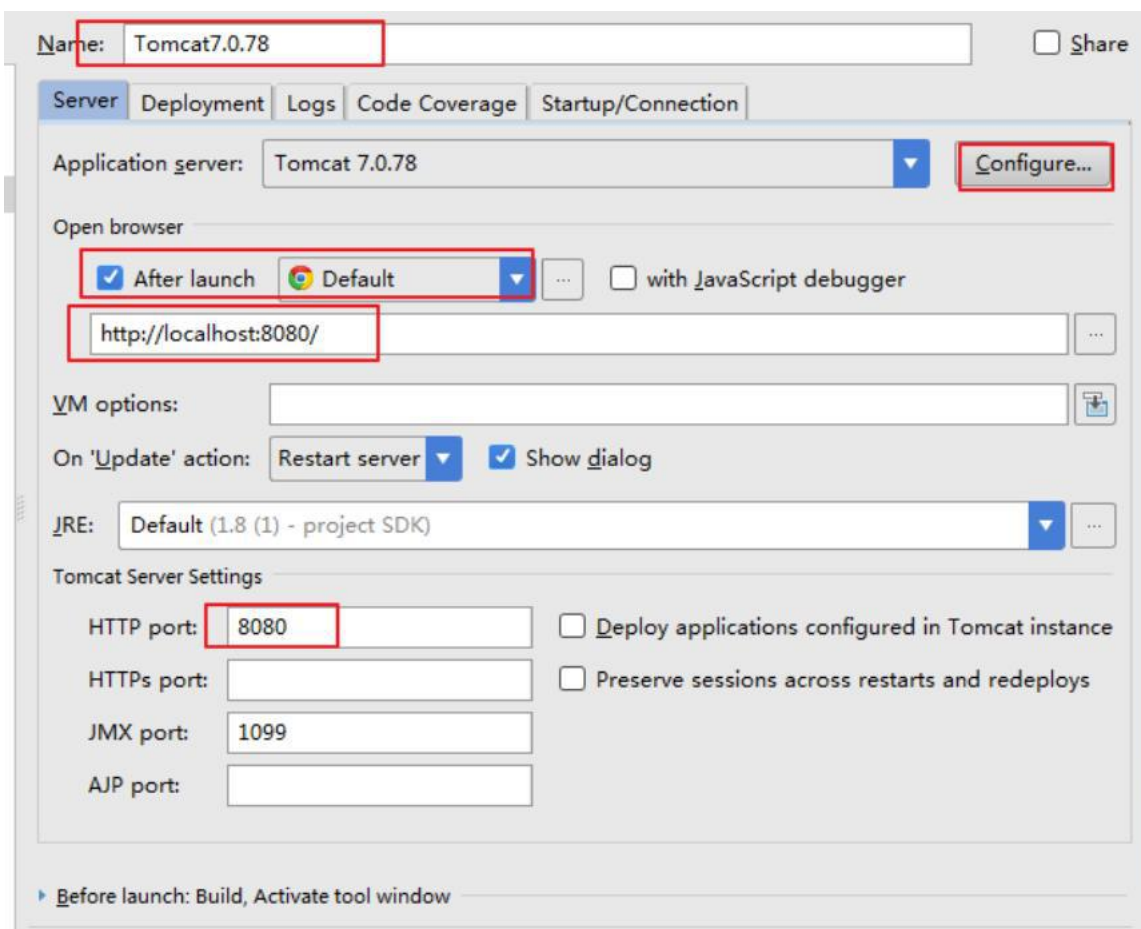 Name: Tomcat7.0.78 Share
Server Deployment Logs Code Coverage Startup/Connection
Application server: Tomcat 7.0.78 Configure...
Open browser
After launch Default ... with JavaScript debugger
http://localhost:8080/ ...
VM options:
On 'Update' action: Restart server Show dialog
JRE: Default (1.8 (1) - project SDK) ...
Tomcat Server Settings
HTTP port: 8080 Deploy applications configured in Tomcat instance
HTTPs port: Preserve sessions across restarts and redeploys
JMX port: 1099
AJP port:
Before launch: Build, Activate tool window